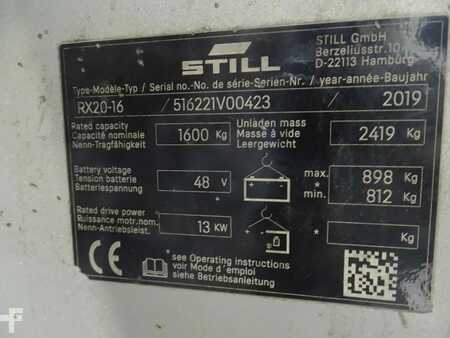 STILL
STILL GmbH
Berzeliusstr.10
D-22113 Hamburg
Type-Modèle-Typ / Serial no.-No. de série-Serien-Nr. / year-année-Baujahr
RX20-16 / 516221V00423 / 2019
Rated capacity
Capacité nominale
Nenn-Tragfähigkeit
1600 Kg
Unladen mass
Masse à vide
Leergewicht
2419 Kg
Battery voltage
Tension batterie
Batteriespannung
48 V
max. 898 Kg
*
min. 812 Kg
Rated drive power
Puissance motr.nom.
Nenn-Antriebsleist.
13 KW
* Kg
CE
* see Operating instructions
voir Mode d'emploi
siehe Betriebsanleitung
F